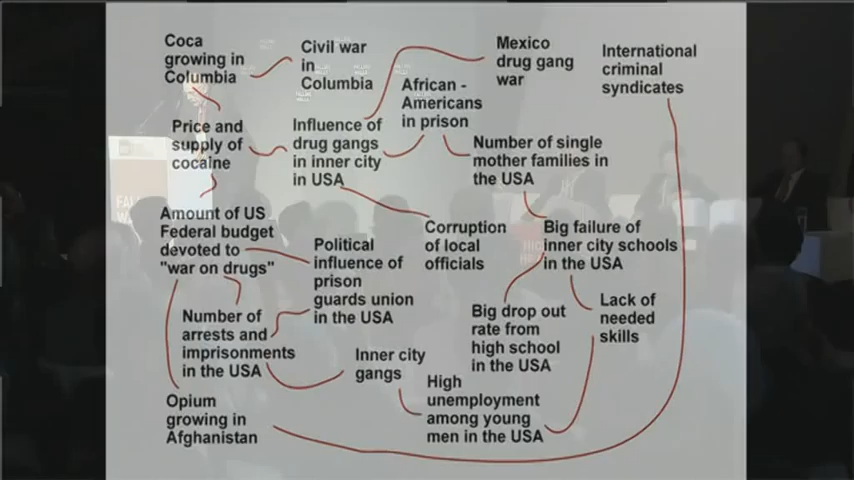 Coca
growing in
Columbia
Civil war
in
Columbia
Mexico
drug gang
war
International
criminal
syndicates
African -
Americans
in prison
Price and
supply of
cocaine
Influence of
drug gangs
in inner city
in USA
Number of single
mother families in
the USA
Amount of US
Federal budget
devoted to
"war on drugs"
Political
influence of
prison
guards union
in the USA
Corruption
of local
officials
Big failure of
inner city schools
in the USA
Number of
arrests and
imprisonments
in the USA
Inner city
gangs
Big drop out
rate from
high school
in the USA
Lack of
needed
skills
Opium
growing in
Afghanistan
High
unemployment
among young
men in the USA